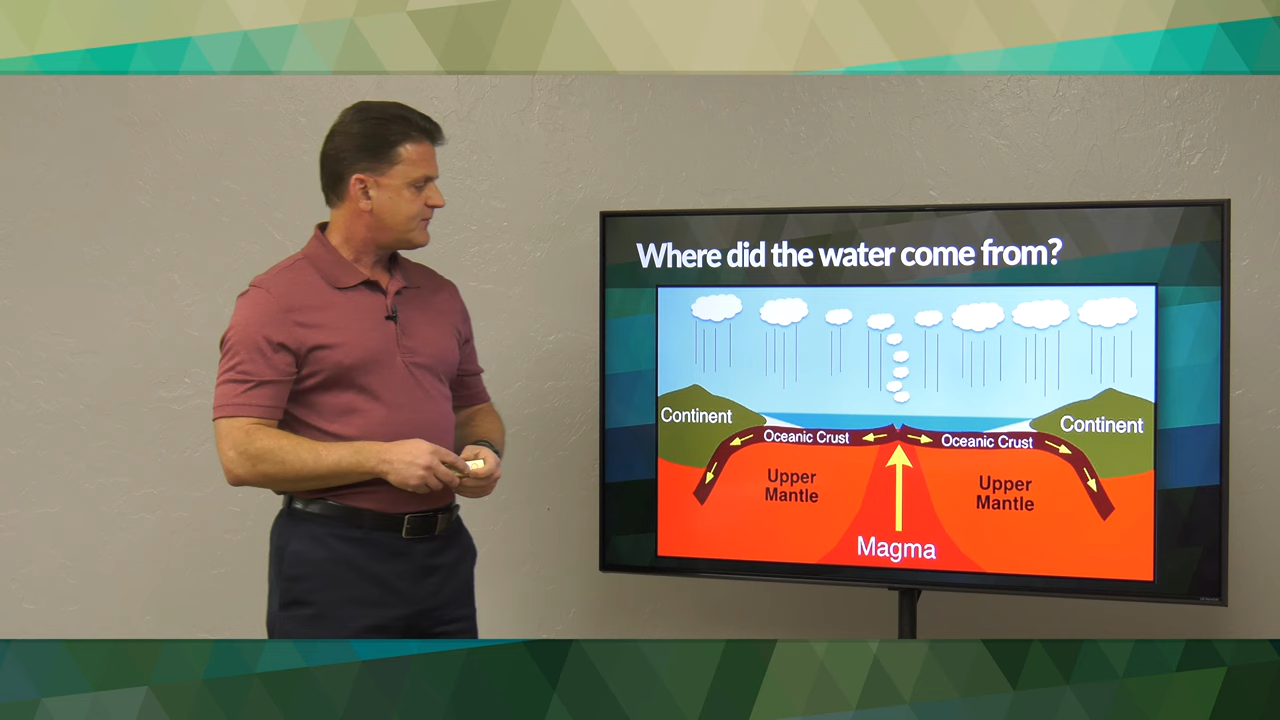 Where did the water come from?
Continent
Continent
Oceanic Crust
Oceanic Crust
Upper
Mantle
Upper
Mantle
Magma